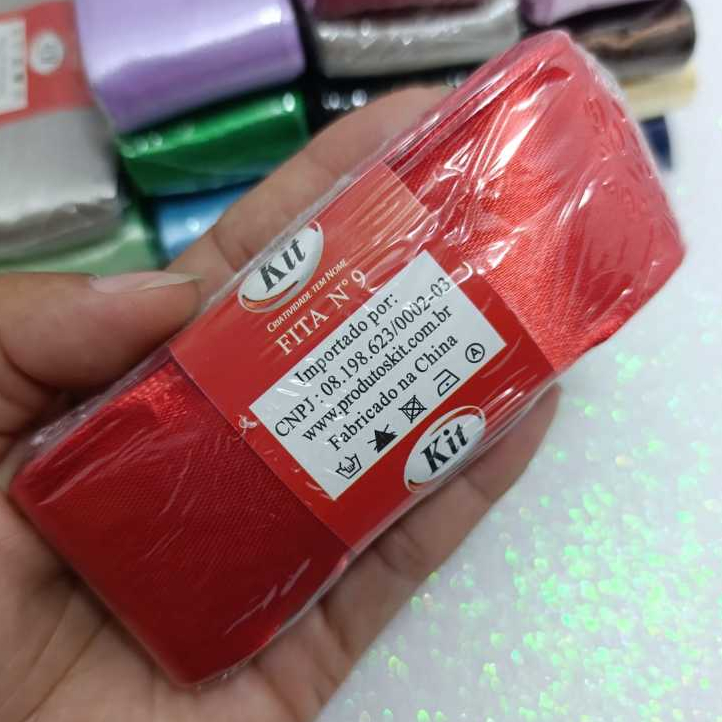 Kit
CRIATIVIDADE TEM NOME
FITA Nº 9
Importado por:
CNPJ : 08.198.623/0002-03
www.produtoskit.com.br
Fabricado na China
A
Kit